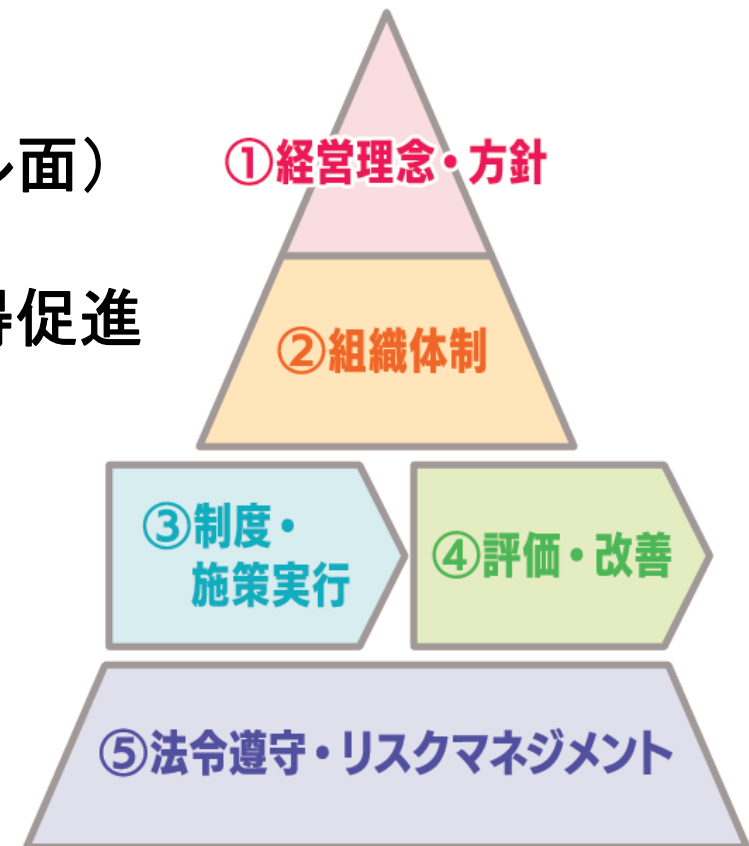 ル面）
①経営理念・方針
得促進
②組織体制
③制度・
施策実行
④評価・改善
⑤法令遵守・リスクマネジメント